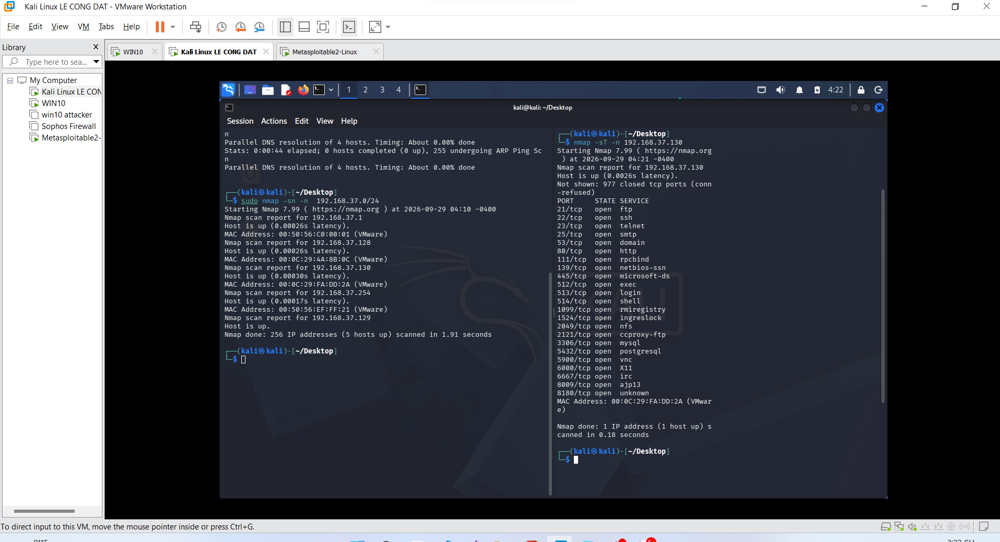 Kali Linux LE CONG DAT - VMware Workstation
File Edit View VM Tabs Help
Library
Type here to sea...
My Computer
Kali Linux LE CON
WIN10
win10 attacker
Sophos Firewall
Metasploitable2-
WIN10
Kali Linux LE CONG DAT
Metasploitable2-Linux
1 2 3 4
4:22
kali@kali: ~/Desktop
Session Actions Edit View Help
n
Parallel DNS resolution of 4 hosts. Timing: About 0.00% done
Stats: 0:00:44 elapsed; 0 hosts completed (0 up), 255 undergoing ARP Ping Sc
n
Parallel DNS resolution of 4 hosts. Timing: About 0.00% done
┌──(kali㉿kali)-[~/Desktop]
└─$ sudo nmap -sn -n  192.168.37.0/24
Starting Nmap 7.99 ( https://nmap.org ) at 2026-09-29 04:10 -0400
Nmap scan report for 192.168.37.1
Host is up (0.00026s latency).
MAC Address: 00:50:56:C0:00:01 (VMware)
Nmap scan report for 192.168.37.128
Host is up (0.00026s latency).
MAC Address: 00:0C:29:4A:8B:0C (VMware)
Nmap scan report for 192.168.37.130
Host is up (0.00030s latency).
MAC Address: 00:0C:29:FA:DD:2A (VMware)
Nmap scan report for 192.168.37.254
Host is up (0.00017s latency).
MAC Address: 00:50:56:EF:FF:21 (VMware)
Nmap scan report for 192.168.37.129
Host is up.
Nmap done: 256 IP addresses (5 hosts up) scanned in 1.91 seconds
┌──(kali㉿kali)-[~/Desktop]
└─$
┌──(kali㉿kali)-[~/Desktop]
└─$ nmap -sT -n 192.168.37.130
Starting Nmap 7.99 ( https://nmap.org
 ) at 2026-09-29 04:21 -0400
Nmap scan report for 192.168.37.130
Host is up (0.0026s latency).
Not shown: 977 closed tcp ports (conn
-refused)
PORT     STATE SERVICE
21/tcp   open  ftp
22/tcp   open  ssh
23/tcp   open  telnet
25/tcp   open  smtp
53/tcp   open  domain
80/tcp   open  http
111/tcp  open  rpcbind
139/tcp  open  netbios-ssn
445/tcp  open  microsoft-ds
512/tcp  open  exec
513/tcp  open  login
514/tcp  open  shell
1099/tcp open  rmiregistry
1524/tcp open  ingreslock
2049/tcp open  nfs
2121/tcp open  ccproxy-ftp
3306/tcp open  mysql
5432/tcp open  postgresql
5900/tcp open  vnc
6000/tcp open  X11
6667/tcp open  irc
8009/tcp open  ajp13
8180/tcp open  unknown
MAC Address: 00:0C:29:FA:DD:2A (VMwar
e)
Nmap done: 1 IP address (1 host up) s
canned in 0.18 seconds
┌──(kali㉿kali)-[~/Desktop]
└─$
KALI
To direct input to this VM, move the mouse pointer inside or press Ctrl+G.